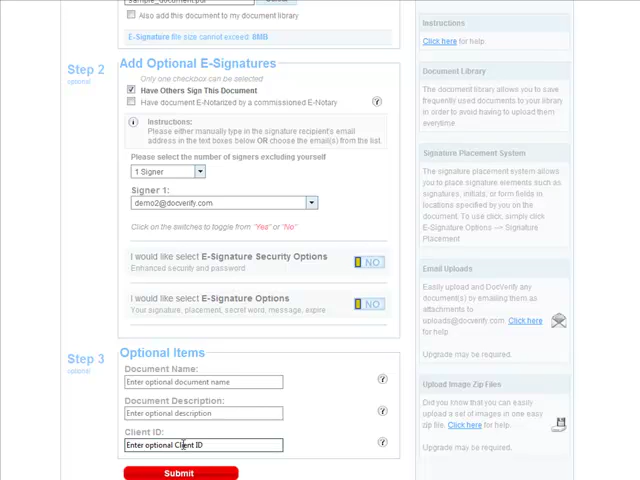 sample_document.pdf
Also add this document to my document library
E-Signature file size cannot exceed: 8MB
Step 2
optional
Add Optional E-Signatures
Only one checkbox can be selected
Have Others Sign This Document
Have document E-Notarized by a commissioned E-Notary
Instructions:
Please either manually type in the signature recipient's email
address in the text boxes below OR choose the email(s) from the list.
Please select the number of signers excluding yourself
1 Signer
Signer 1:
demo2@docverify.com
Click on the switches to toggle from "Yes" or "No"
I would like select E-Signature Security Options
Enhanced security and password
NO
I would like select E-Signature Options
Your signature, placement, secret word, message, expire
NO
Step 3
optional
Optional Items
Document Name:
Enter optional document name
Document Description:
Enter optional description
Client ID:
Enter optional Client ID
Submit
Instructions
Click here for help.
Document Library
The document library allows you to save
frequently used documents to your library
in order to avoid having to upload them
everytime
Signature Placement System
The signature placement system allows
you to place signature elements such as
signatures, initials, or form fields in
locations specified by you on the
document. To use click, simply click
E-Signature Options --> Signature
Placement
Email Uploads
Easily upload and DocVerify any
document(s) by emailing them as
attachments to
uploads@docverify.com. Click here
for help.
Upgrade may be required.
Upload Image Zip Files
Did you know that you can easily
upload a set of images in one easy
zip file. Click here for help.
Upgrade may be required.